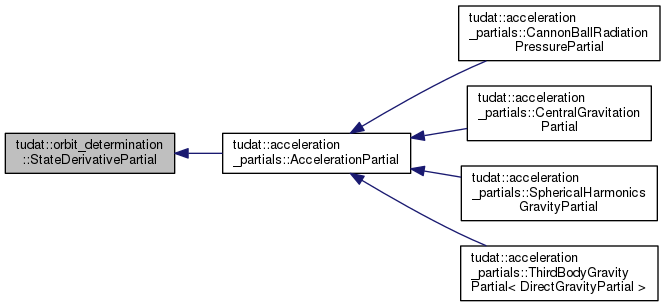 tudat::orbit_determination
::StateDerivativePartial
tudat::acceleration
_partials::AccelerationPartial
tudat::acceleration
_partials::CannonBallRadiation
PressurePartial
tudat::acceleration
_partials::CentralGravitation
Partial
tudat::acceleration
_partials::SphericalHarmonics
GravityPartial
tudat::acceleration
_partials::ThirdBodyGravity
Partial< DirectGravityPartial >